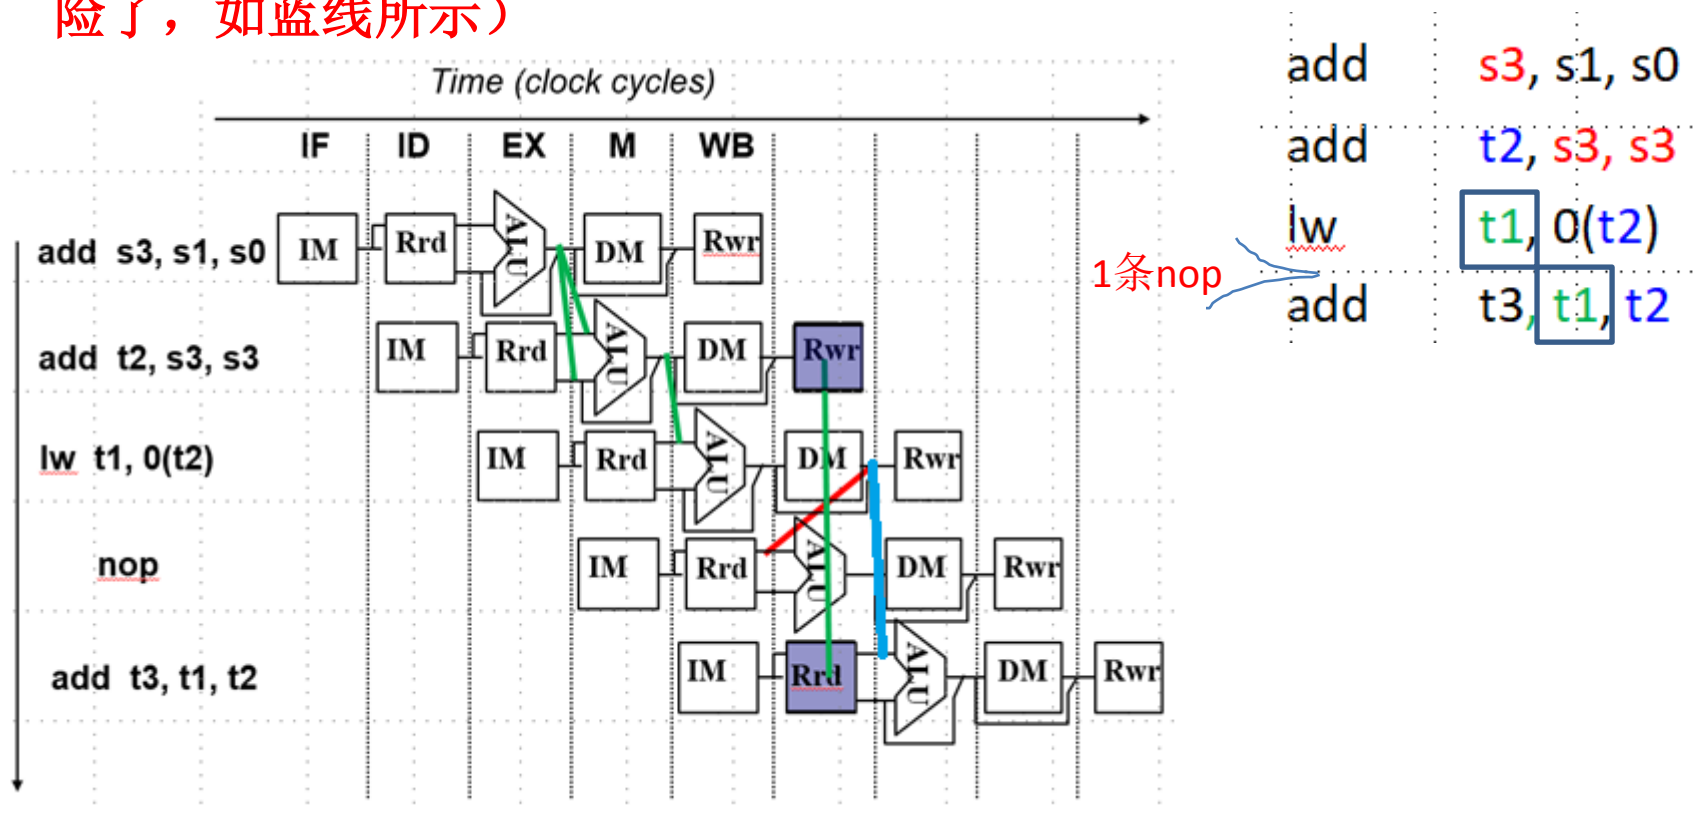 险了，如蓝线所示）
Time (clock cycles)
IF ID EX M WB
add s3, s1, s0
IM Rrd ALU DM Rwr
add t2, s3, s3
IM Rrd ALU DM Rwr
lw t1, 0(t2)
IM Rrd ALU DM Rwr
nop
IM Rrd ALU DM Rwr
add t3, t1, t2
IM Rrd ALU DM Rwr
add s3, s1, s0
add t2, s3, s3
lw t1, 0(t2)
1条nop
add t3, t1, t2